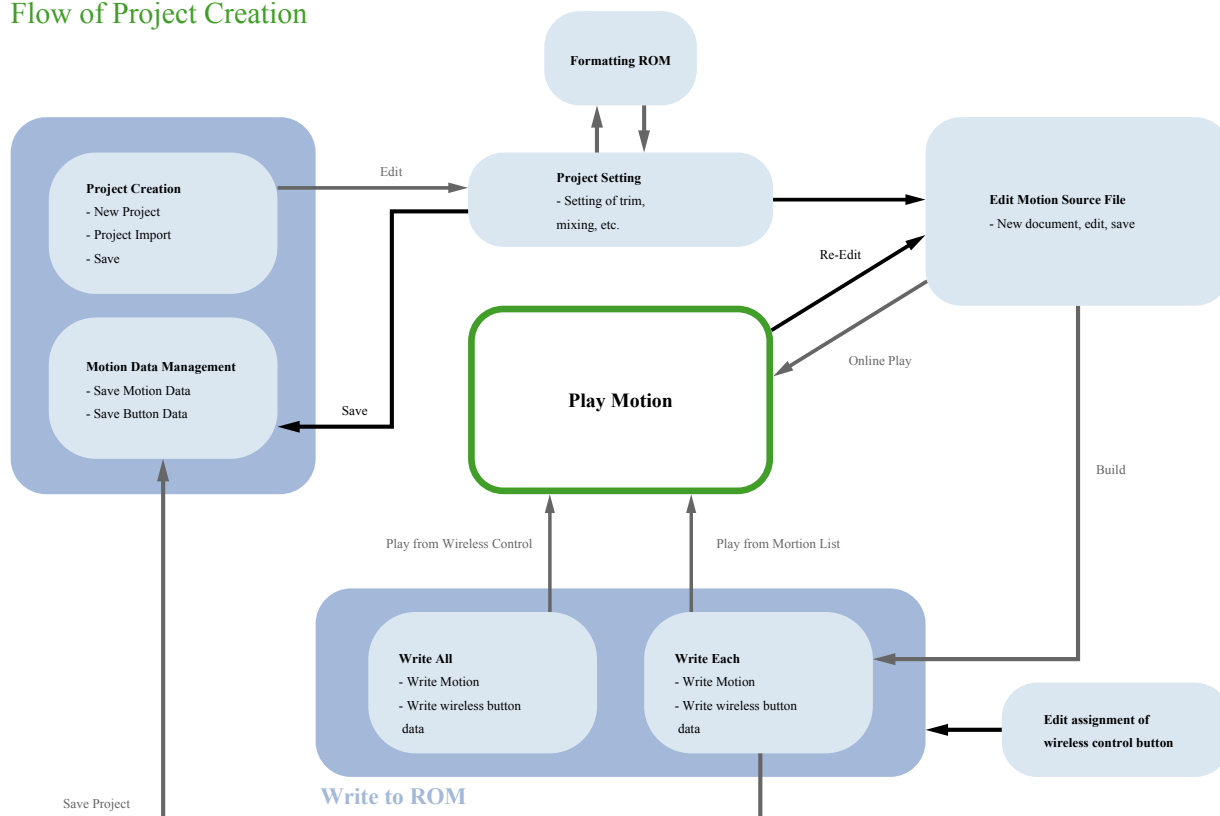 Flow of Project Creation
Formatting ROM
Project Creation
- New Project
- Project Import
- Save
Edit
Project Setting
- Setting of trim,
mixing, etc.
Edit Motion Source File
- New document, edit, save
Re-Edit
Online Play
Motion Data Management
- Save Motion Data
- Save Button Data
Save
Play Motion
Build
Play from Wireless Control
Play from Mortion List
Write All
- Write Motion
- Write wireless button
data
Write Each
- Write Motion
- Write wireless button
data
Edit assignment of
wireless control button
Write to ROM
Save Project